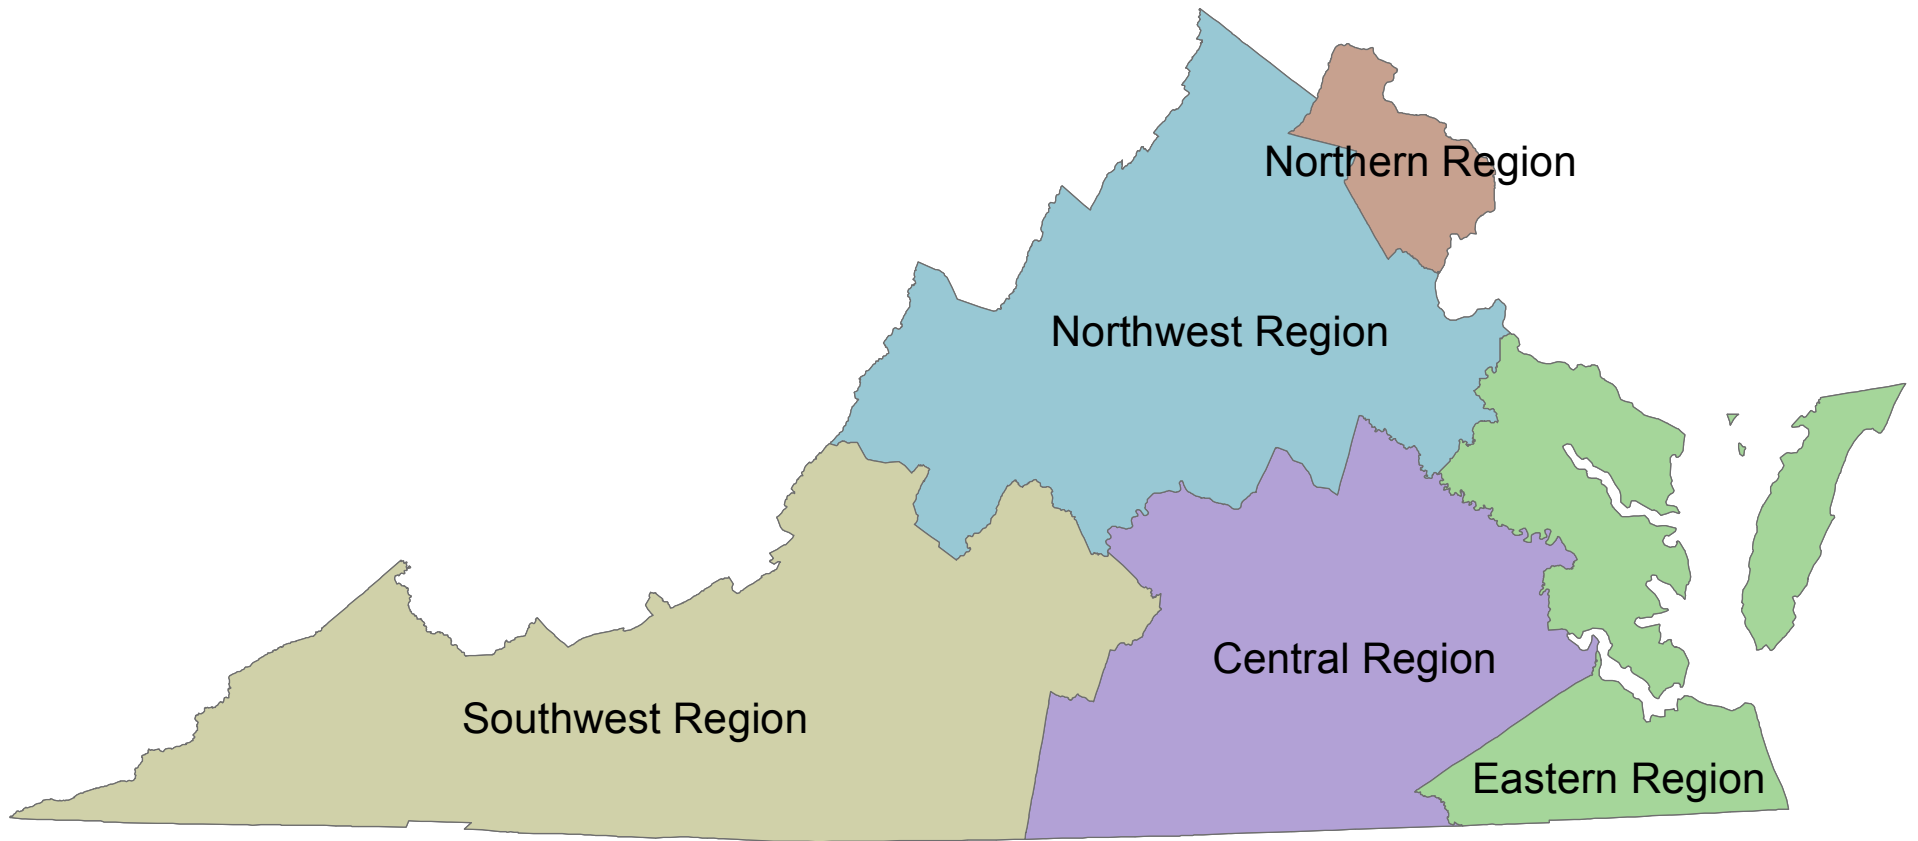 Northern Region
Northwest Region
Central Region
Southwest Region
Eastern Region